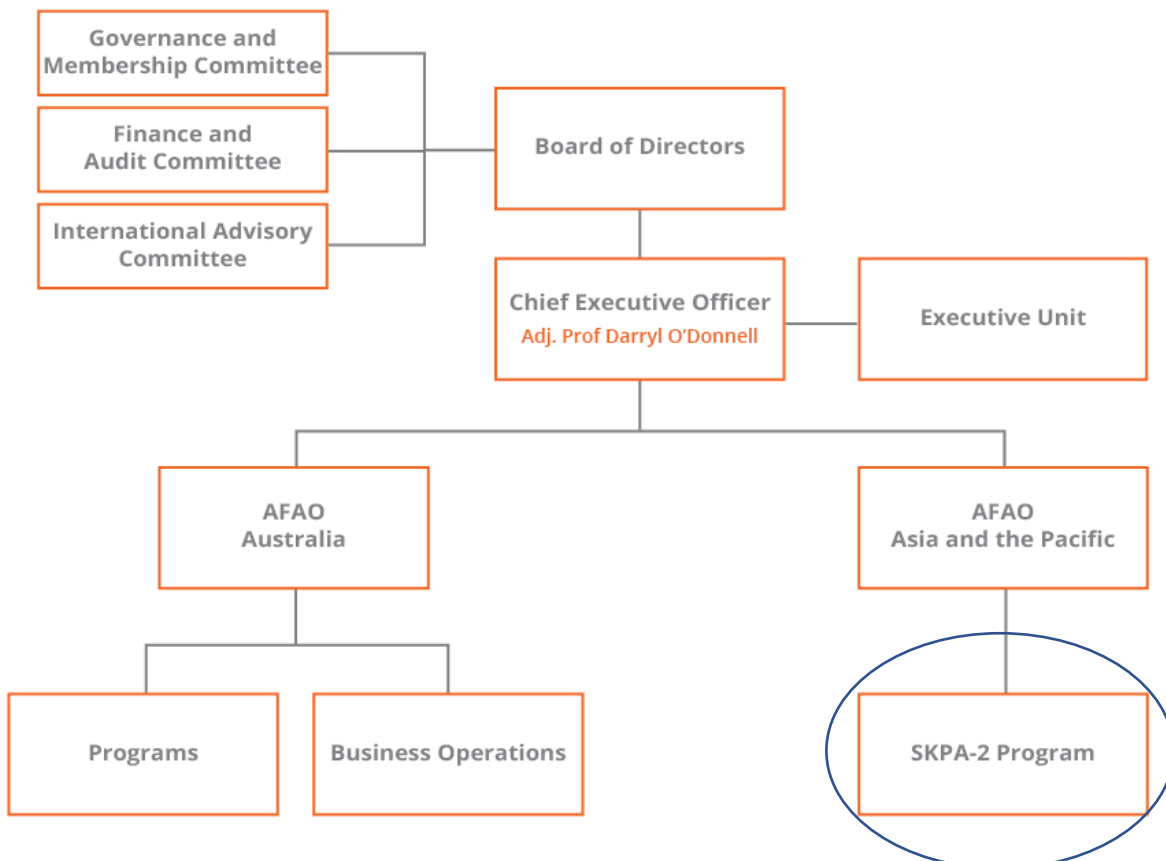 Governance and
Membership Committee
Finance and
Audit Committee
International Advisory
Committee
Board of Directors
Chief Executive Officer
Adj. Prof Darryl O’Donnell
Executive Unit
AFAO
Australia
AFAO
Asia and the Pacific
Programs
Business Operations
SKPA-2 Program